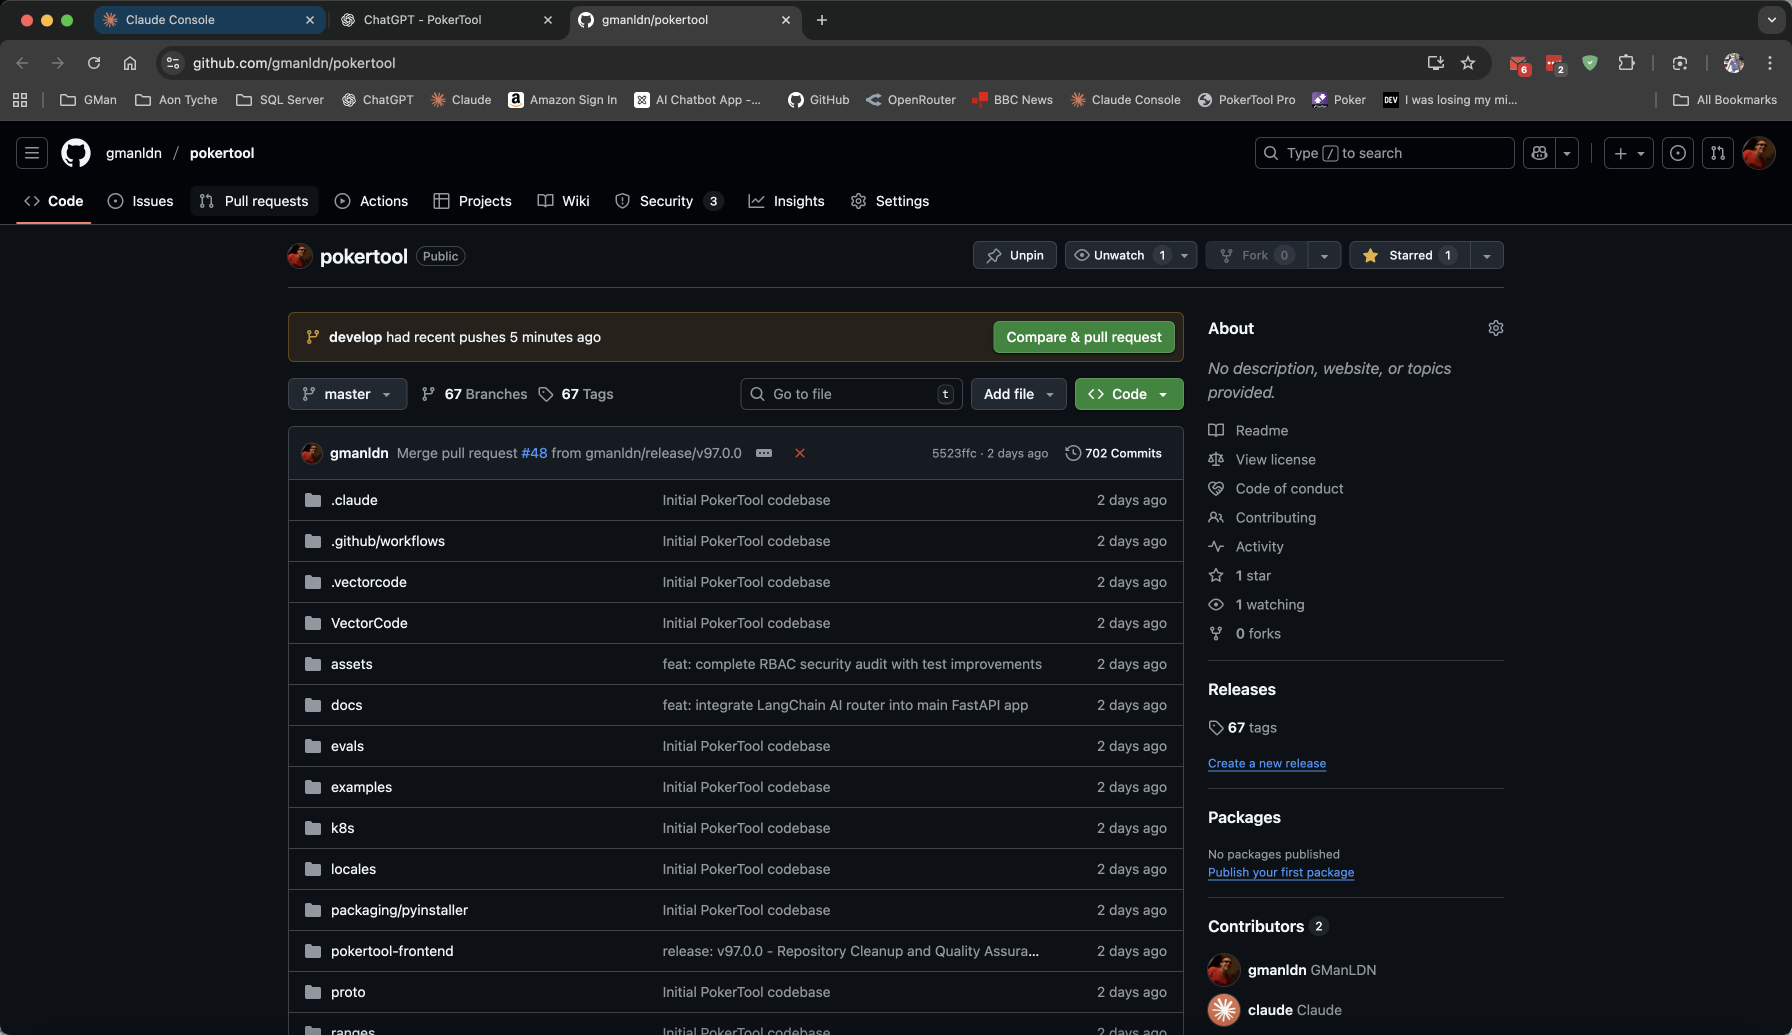 Claude Console
ChatGPT - PokerTool
gmanldn/pokertool
github.com/gmanldn/pokertool
6
2
GMan
Aon Tyche
SQL Server
ChatGPT
Claude
a Amazon Sign In
AI Chatbot App -...
GitHub
OpenRouter
BBC News
Claude Console
PokerTool Pro
Poker
DEV I was losing my mi...
All Bookmarks
gmanldn / pokertool
Type / to search
Code
Issues
Pull requests
Actions
Projects
Wiki
Security 3
Insights
Settings
pokertool Public
Unpin
Unwatch 1
Fork 0
Starred 1
develop had recent pushes 5 minutes ago
Compare & pull request
master
67 Branches
67 Tags
Go to file t
Add file
<> Code
gmanldn Merge pull request #48 from gmanldn/release/v97.0.0
5523ffc · 2 days ago
702 Commits
.claude Initial PokerTool codebase 2 days ago
.github/workflows Initial PokerTool codebase 2 days ago
.vectorcode Initial PokerTool codebase 2 days ago
VectorCode Initial PokerTool codebase 2 days ago
assets feat: complete RBAC security audit with test improvements 2 days ago
docs feat: integrate LangChain AI router into main FastAPI app 2 days ago
evals Initial PokerTool codebase 2 days ago
examples Initial PokerTool codebase 2 days ago
k8s Initial PokerTool codebase 2 days ago
locales Initial PokerTool codebase 2 days ago
packaging/pyinstaller Initial PokerTool codebase 2 days ago
pokertool-frontend release: v97.0.0 - Repository Cleanup and Quality Assura... 2 days ago
proto Initial PokerTool codebase 2 days ago
ranges Initial PokerTool codebase 2 days ago
About
No description, website, or topics
provided.
Readme
View license
Code of conduct
Contributing
Activity
1 star
1 watching
0 forks
Releases
67 tags
Create a new release
Packages
No packages published
Publish your first package
Contributors 2
gmanldn GManLDN
claude Claude